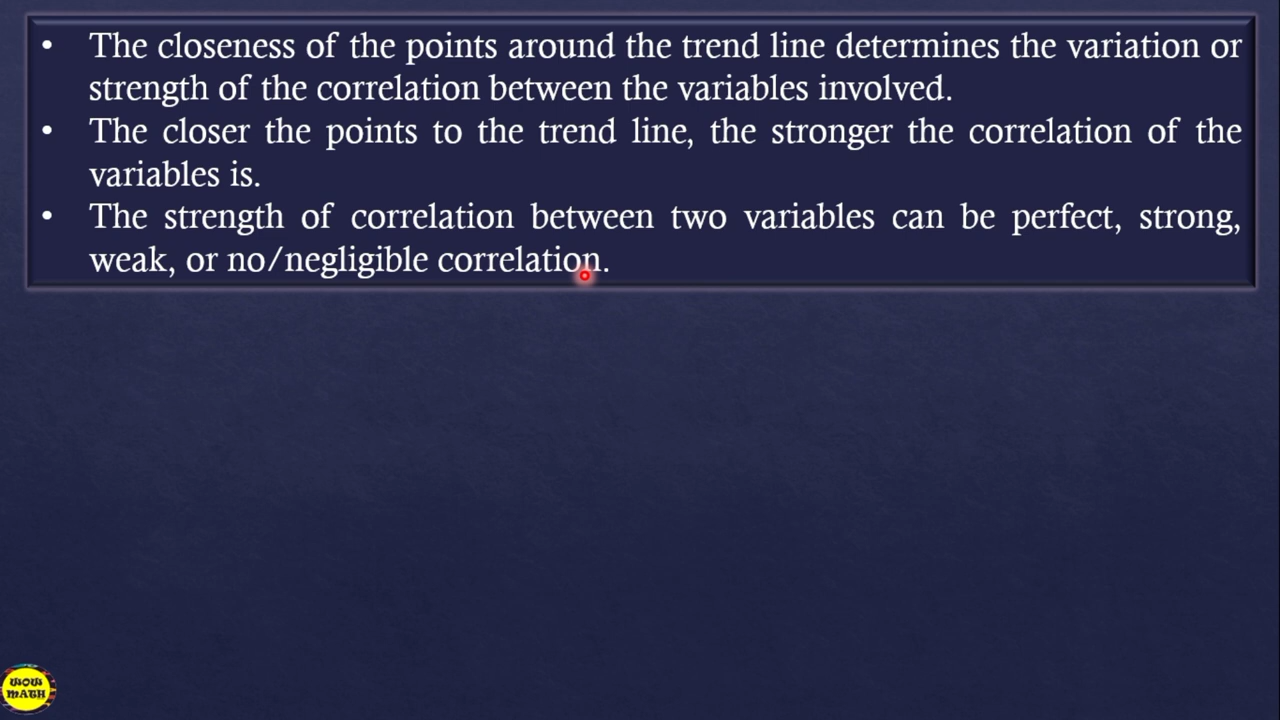 • The closeness of the points around the trend line determines the variation or
strength of the correlation between the variables involved.
• The closer the points to the trend line, the stronger the correlation of the
variables is.
• The strength of correlation between two variables can be perfect, strong,
weak, or no/negligible correlation.
WOW
MATH